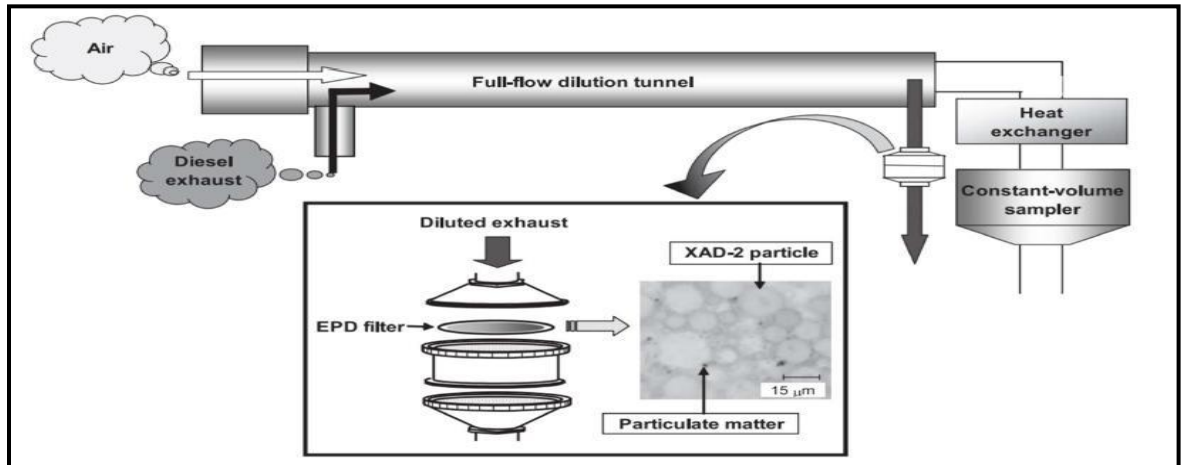 Air
Full-flow dilution tunnel
Heat
exchanger
Diesel
exhaust
Constant-volume
sampler
Diluted exhaust
XAD-2 particle
EPD filter
15 μm
Particulate matter